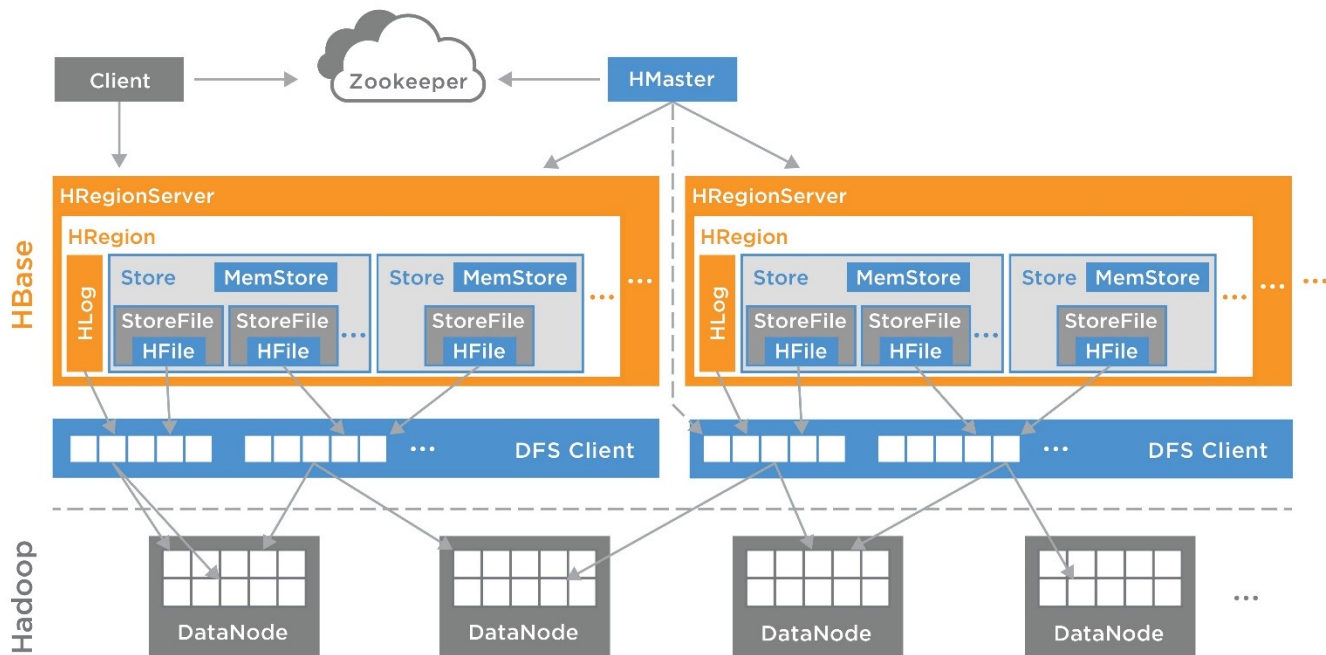 Client
Zookeeper
HMaster
HBase
HRegionServer
HRegion
HLog
Store
MemStore
StoreFile
HFile
StoreFile
HFile
...
Store
MemStore
StoreFile
HFile
...
...
HRegionServer
HRegion
HLog
Store
MemStore
StoreFile
HFile
StoreFile
HFile
...
Store
MemStore
StoreFile
HFile
...
...
...
...
DFS Client
...
DFS Client
Hadoop
DataNode
DataNode
DataNode
DataNode
...